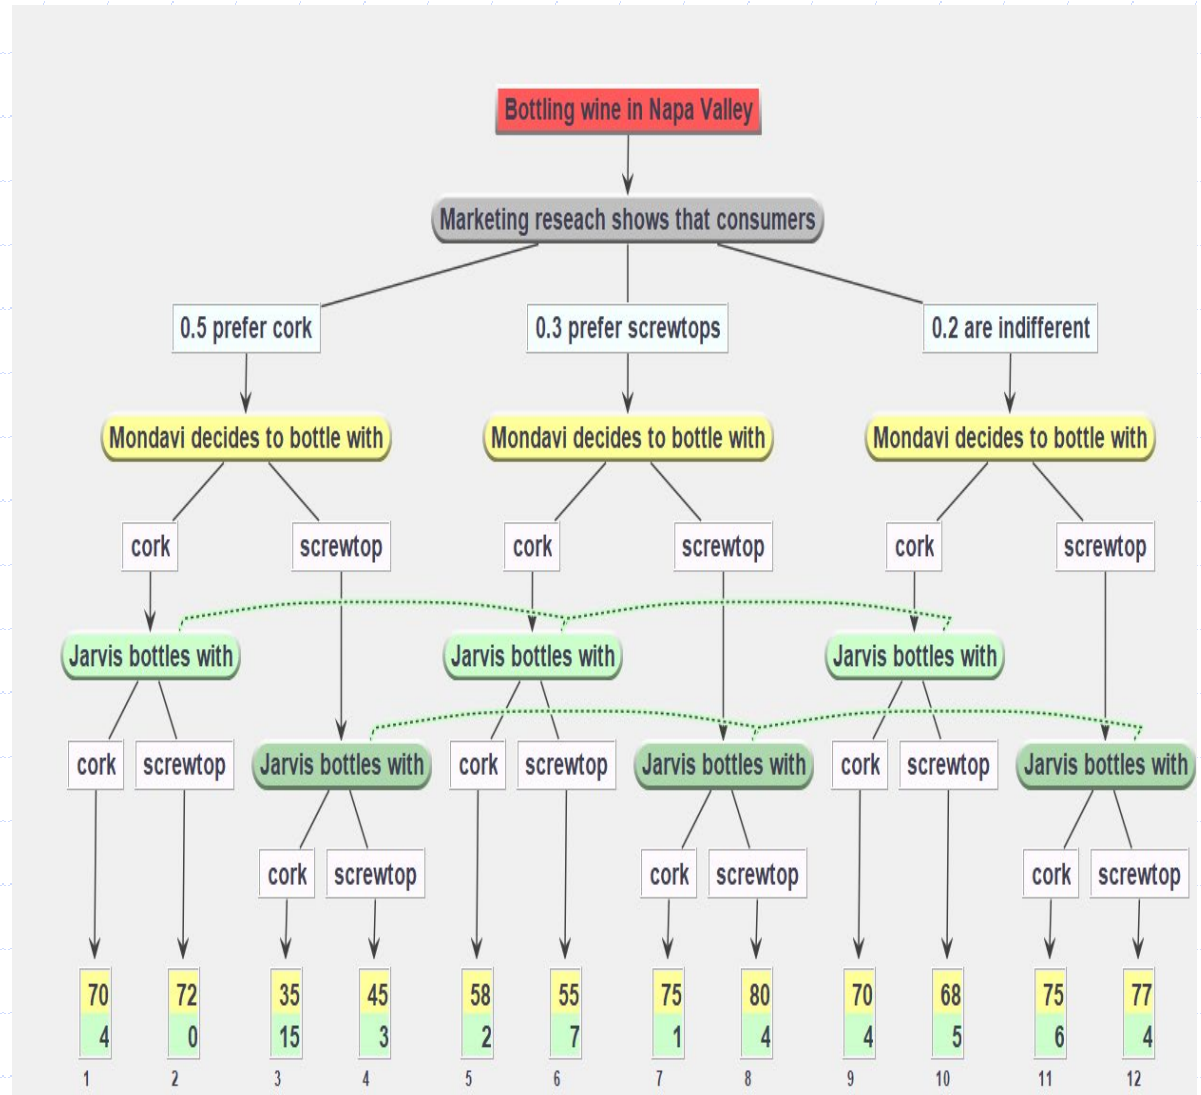 Bottling wine in Napa Valley
Marketing reseach shows that consumers
0.5 prefer cork 0.3 prefer screwtops 0.2 are indifferent
Mondavi decides to bottle with Mondavi decides to bottle with Mondavi decides to bottle with
cork screwtop cork screwtop cork screwtop
Jarvis bottles with Jarvis bottles with Jarvis bottles with
cork screwtop Jarvis bottles with cork screwtop Jarvis bottles with cork screwtop Jarvis bottles with
cork screwtop cork screwtop cork screwtop
70 72 35 45 58 55 75 80 70 68 75 77
4 0 15 3 2 7 1 4 4 5 6 4
1 2 3 4 5 6 7 8 9 10 11 12